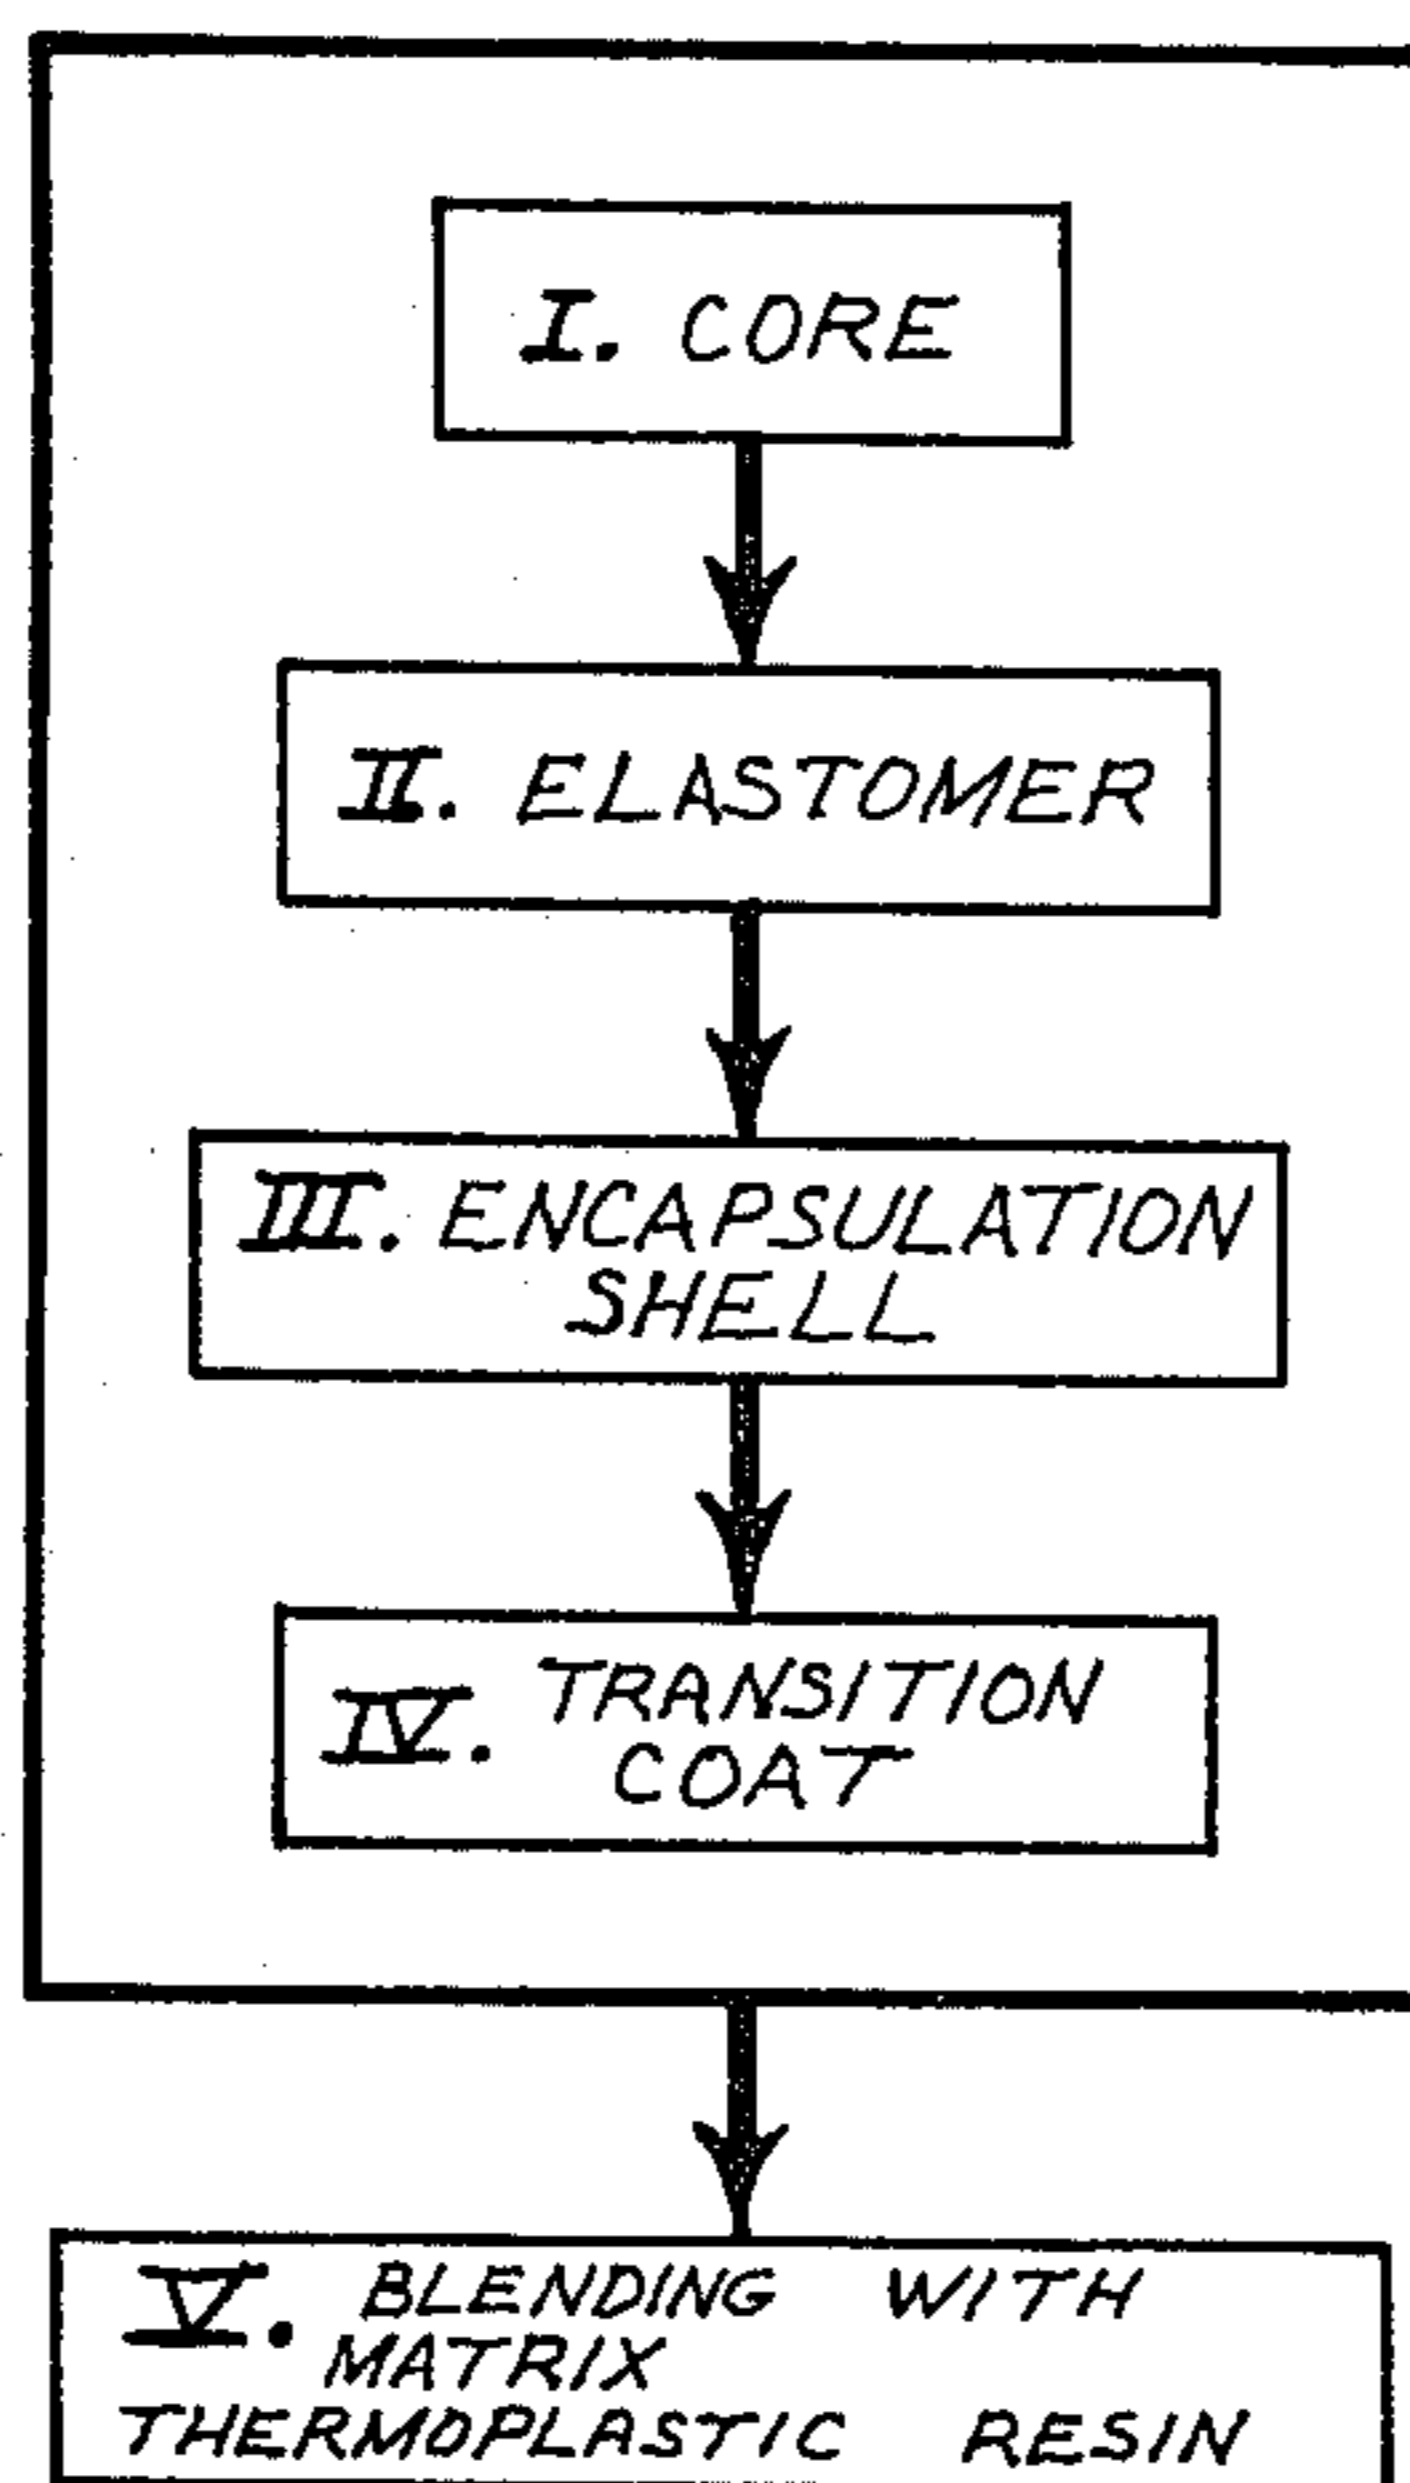 I. CORE
II. ELASTOMER
III. ENCAPSULATION
SHELL
IV. TRANSITION
COAT
V. BLENDING WITH
MATRIX
THERMOPLASTIC RESIN